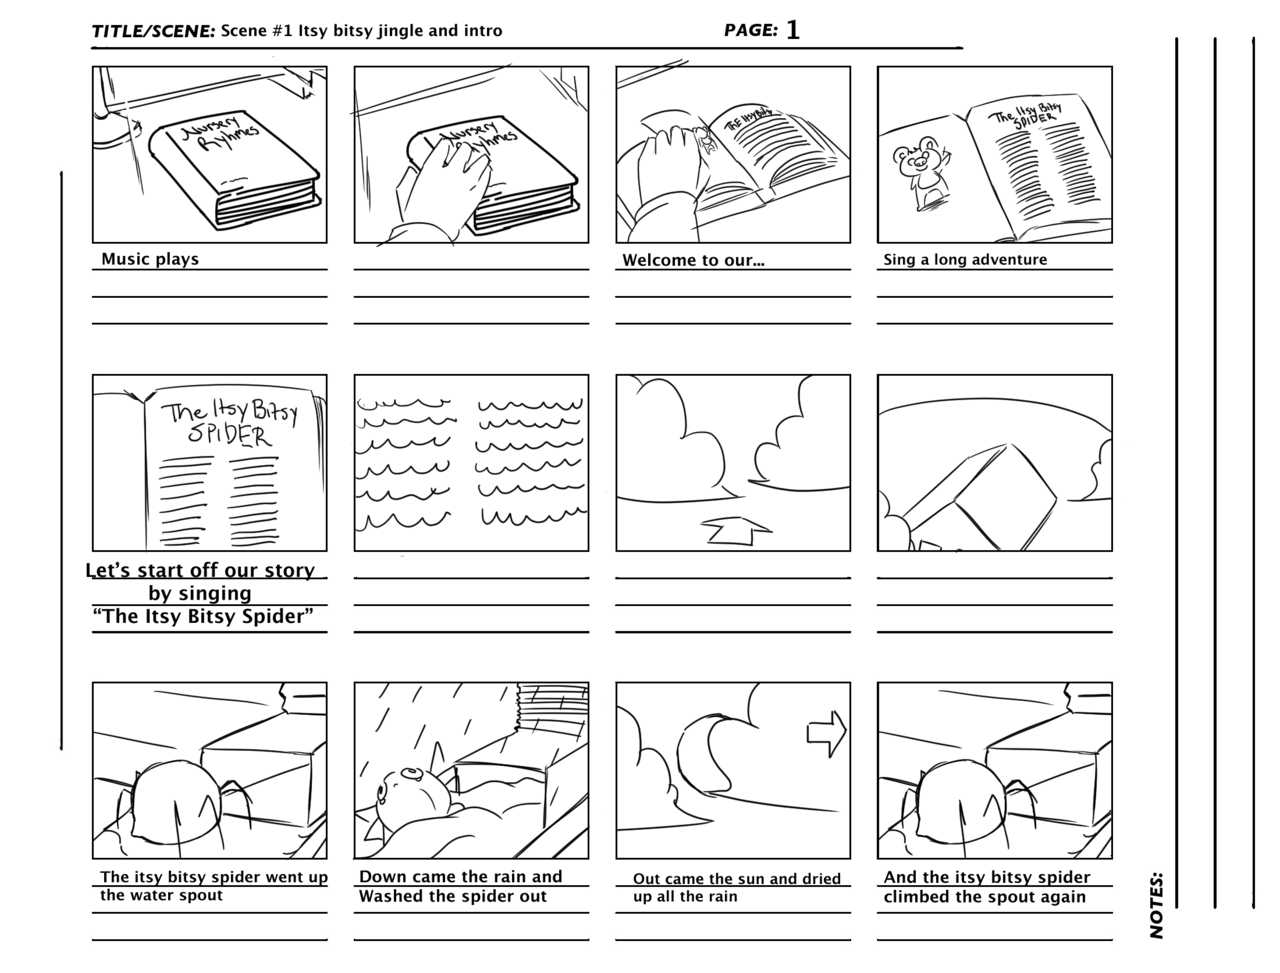 TITLE/SCENE: Scene #1 Itsy bitsy jingle and intro
PAGE: 1
Nursery
Ryhmes
Nursery
Ryhmes
THE Itsy Bits
The Itsy Bitsy
SPIDER
Music plays
Welcome to our...
Sing a long adventure
The Itsy Bitsy
SPIDER
Let's start off our story
by singing
“The Itsy Bitsy Spider”
The itsy bitsy spider went up
the water spout
Down came the rain and
Washed the spider out
Out came the sun and dried
up all the rain
And the itsy bitsy spider
climbed the spout again
NOTES: